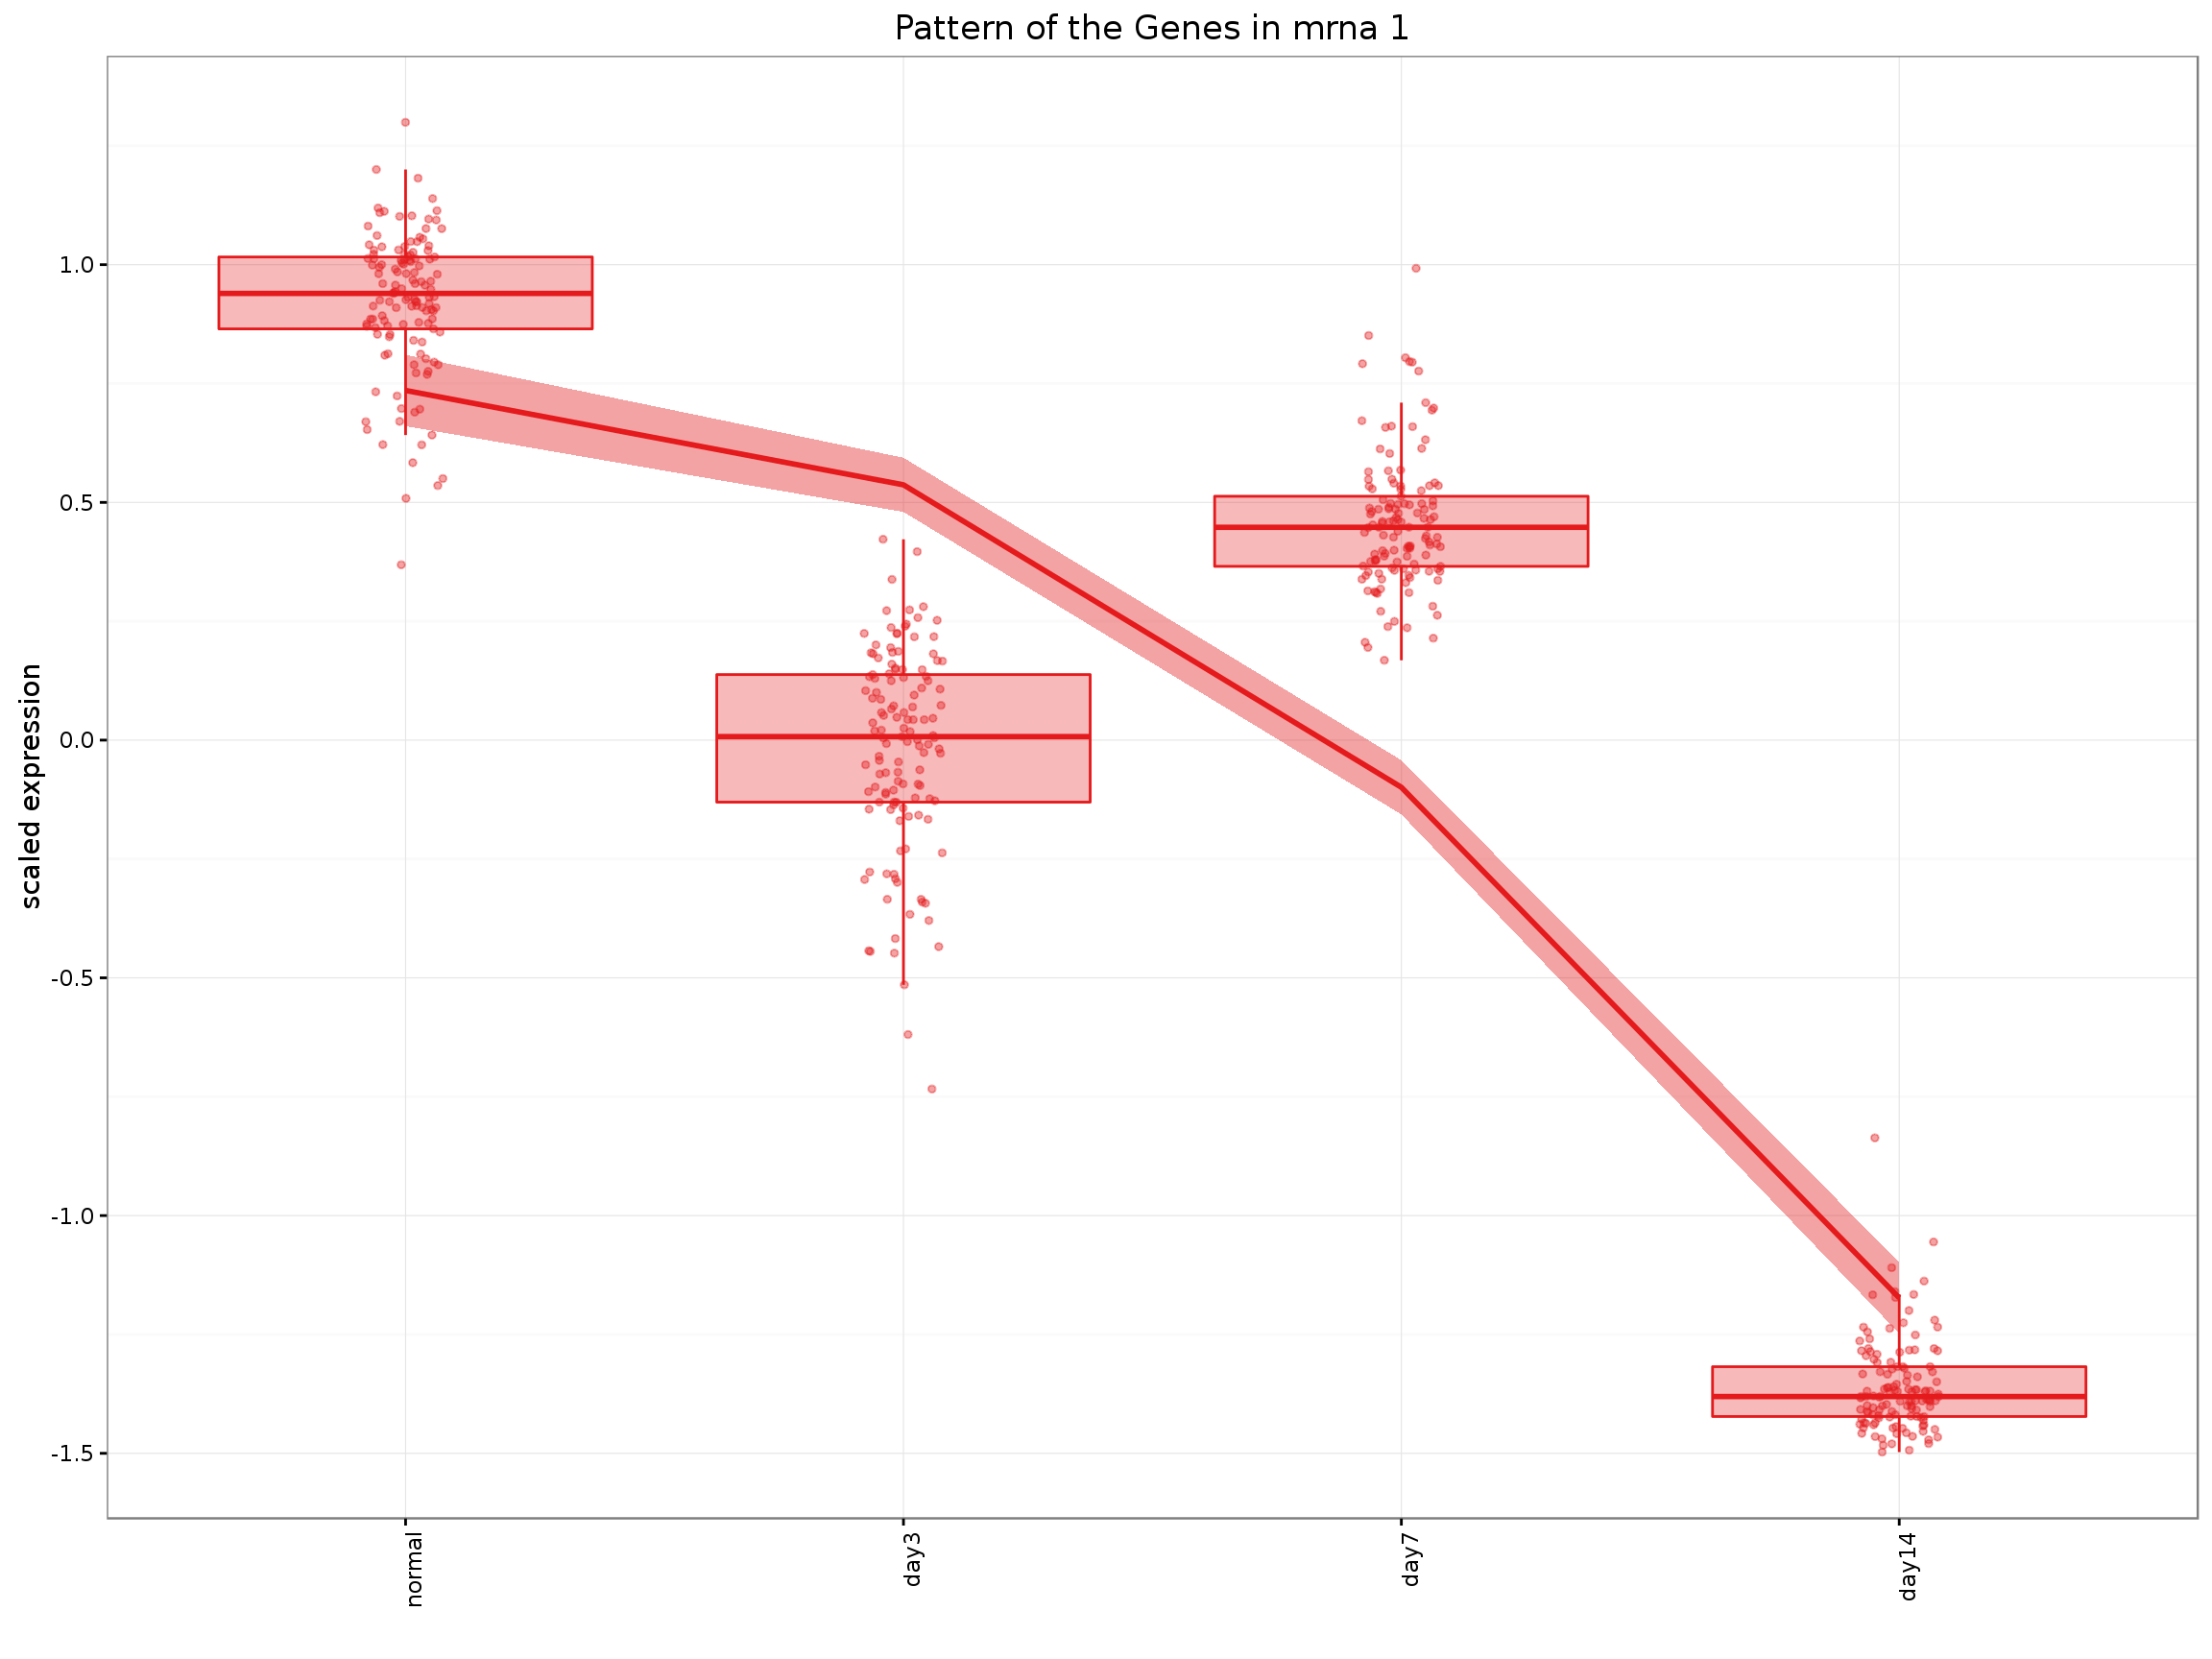 Pattern of the Genes in mrna 1
scaled expression
1.0
0.5
0.0
-0.5
-1.0
-1.5
normal
day3
day7
day14